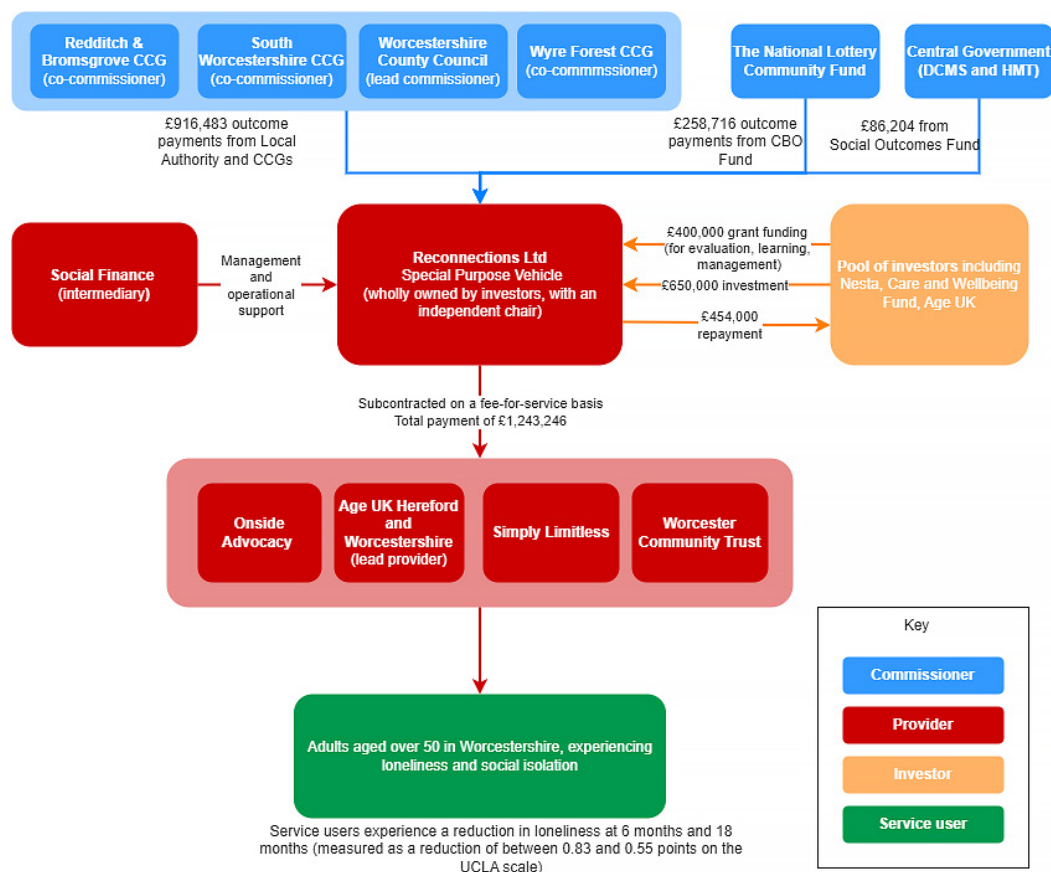 Redditch &
Bromsgrove CCG
(co-commissioner)
South
Worcestershire CCG
(co-commissioner)
Worcestershire
County Council
(lead commissioner)
Wyre Forest CCG
(co-commmssioner)
The National Lottery
Community Fund
Central Government
(DCMS and HMT)
£916,483 outcome
payments from Local
Authority and CCGs
£258,716 outcome
payments from CBO
Fund
£86,204 from
Social Outcomes Fund
Social Finance
(intermediary)
Management
and
operational
support
Reconnections Ltd
Special Purpose Vehicle
(wholly owned by investors, with an
independent chair)
£400,000 grant funding
(for evaluation, learning,
management)
£650,000 investment
£454,000
repayment
Pool of investors including
Nesta, Care and Wellbeing
Fund, Age UK
Subcontracted on a fee-for-service basis
Total payment of £1,243,246
Onside
Advocacy
Age UK Hereford
and
Worcestershire
(lead provider)
Simply Limitless
Worcester
Community Trust
Adults aged over 50 in Worcestershire, experiencing
loneliness and social isolation
Service users experience a reduction in loneliness at 6 months and 18
months (measured as a reduction of between 0.83 and 0.55 points on the
UCLA scale)
Key
Commissioner
Provider
Investor
Service user